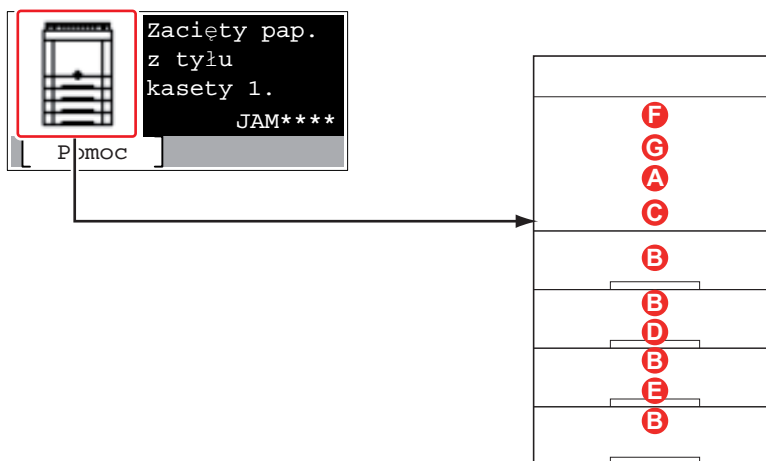 Zacięty pap.
z tyłu
kasety 1.
JAM****
Pomoc
F
G
A
C
B
B
D
B
E
B